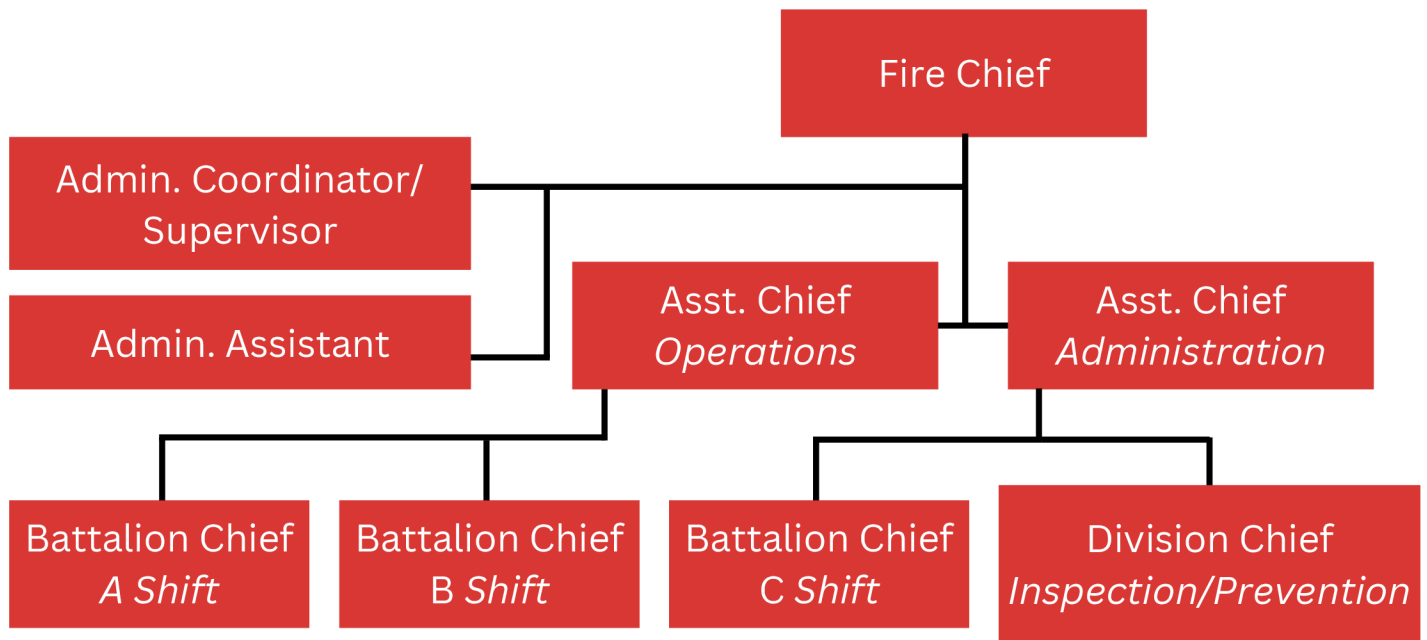 Fire Chief
Admin. Coordinator/
Supervisor
Admin. Assistant
Asst. Chief
Operations
Asst. Chief
Administration
Battalion Chief
A Shift
Battalion Chief
B Shift
Battalion Chief
C Shift
Division Chief
Inspection/Prevention